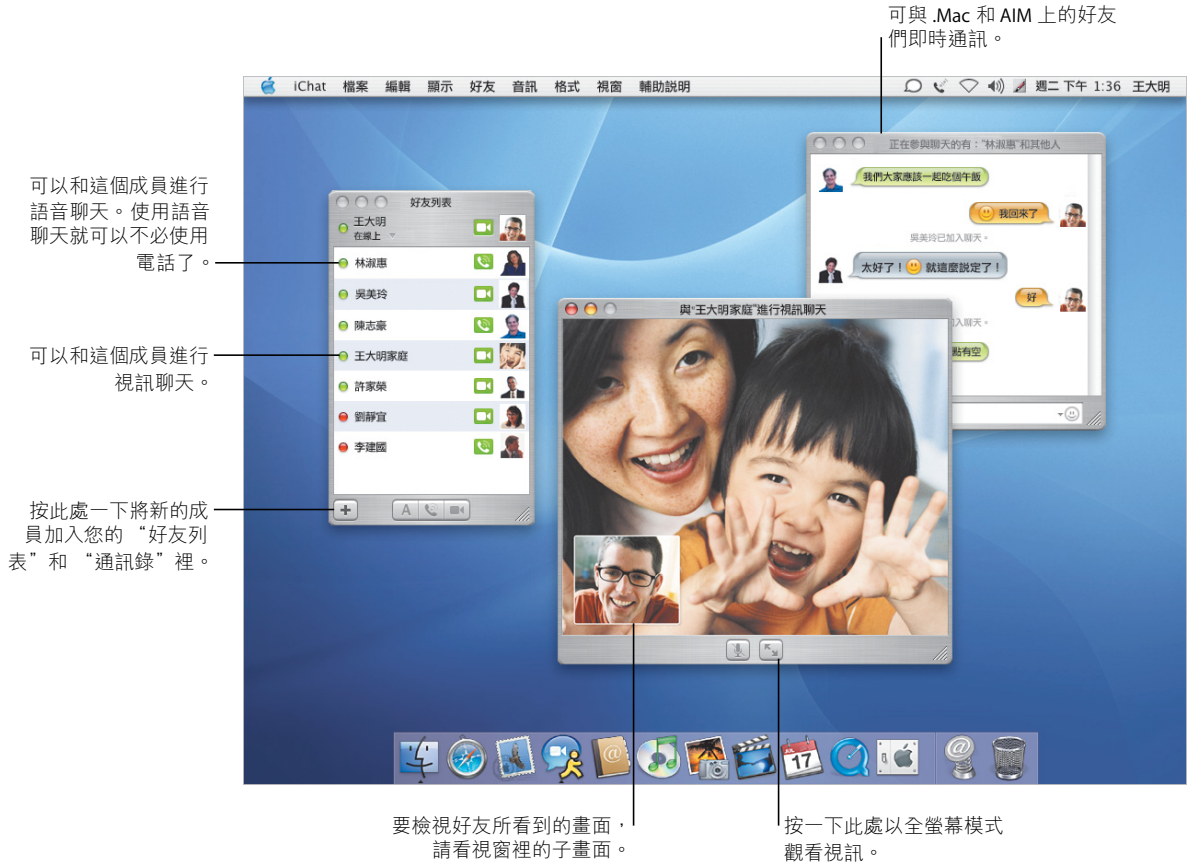 可與 .Mac 和 AIM 上的好友
們即時通訊。
iChat 檔案 編輯 顯示 好友 音訊 格式 視窗 輔助說明 週二 下午 1:36 王大明
正在參與聊天的有："林淑惠"和其他人
我們大家應該一起吃個午飯
我回來了
吳美玲已加入聊天。
太好了！就這麼說定了！
好
入聊天。
點有空
可以和這個成員進行
語音聊天。使用語音
聊天就可以不必使用
電話了。
好友列表
王大明
在線上
林淑惠
吳美玲
陳志豪
王大明家庭
許家榮
劉靜宜
李建國
A
可以和這個成員進行
視訊聊天。
按此處一下將新的成
員加入您的 “好友列
表”和 “通訊錄”裡。
與"王大明家庭"進行視訊聊天
@
JUL
17
@
要檢視好友所看到的畫面，
請看視窗裡的子畫面。
按一下此處以全螢幕模式
觀看視訊。